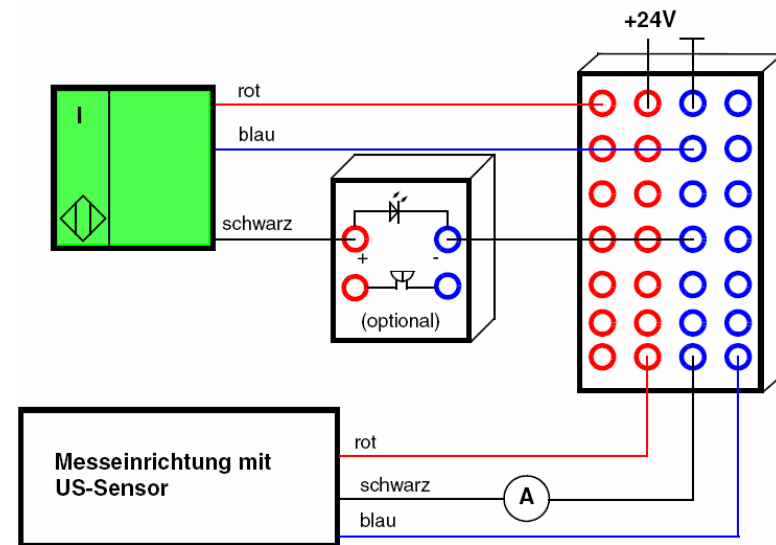 +24V
rot
I
blau
schwarz
+ -
(optional)
rot
Messeinrichtung mit
US-Sensor
schwarz
A
blau